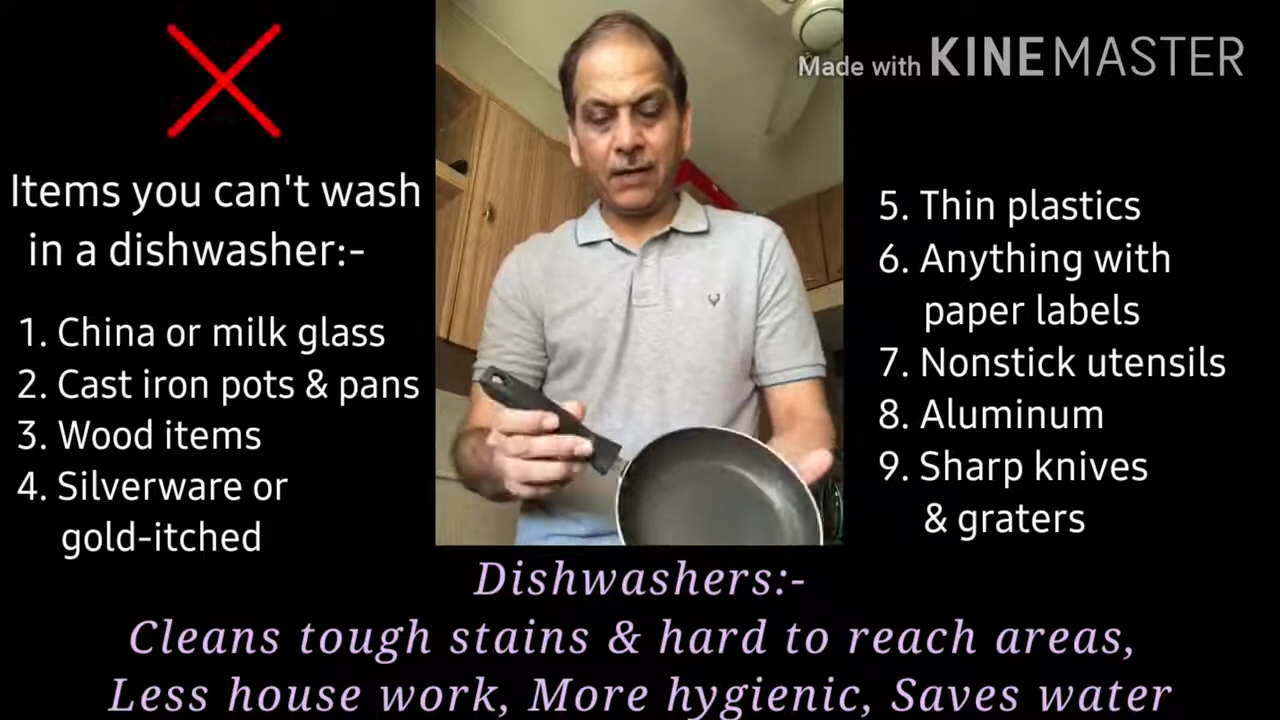 Made with KINEMASTER
Items you can't wash
in a dishwasher:-
1. China or milk glass
2. Cast iron pots & pans
3. Wood items
4. Silverware or
gold-itched
5. Thin plastics
6. Anything with
paper labels
7. Nonstick utensils
8. Aluminum
9. Sharp knives
& graters
Dishwashers:-
Cleans tough stains & hard to reach areas,
Less house work, More hygienic, Saves water